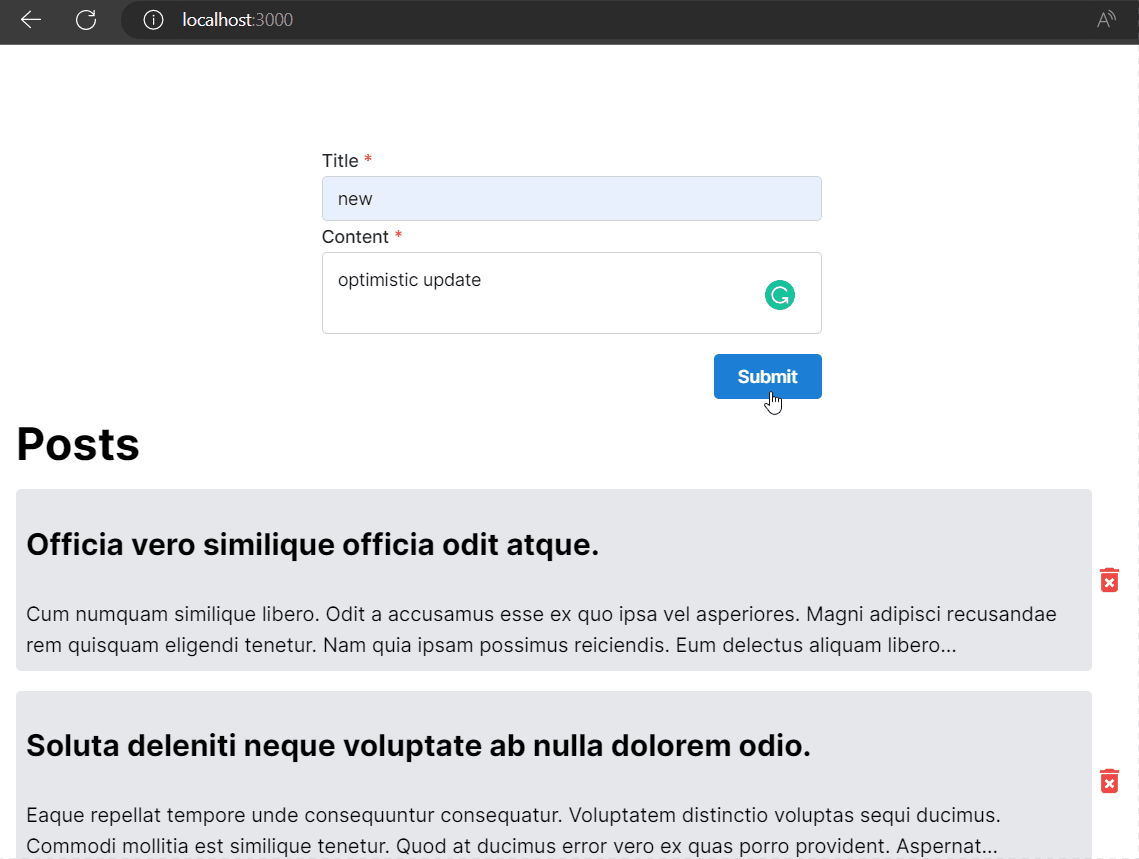 localhost:3000
Title *
new
Content *
optimistic update
Submit
Posts
Officia vero similique officia odit atque.
Cum numquam similique libero. Odit a accusamus esse ex quo ipsa vel asperiores. Magni adipisci recusandae
rem quisquam eligendi tenetur. Nam quia ipsam possimus reiciendis. Eum delectus aliquam libero...
Soluta deleniti neque voluptate ab nulla dolorem odio.
Eaque repellat tempore unde consequuntur consequatur. Voluptatem distinctio voluptas sequi ducimus.
Commodi mollitia est similique tenetur. Quod at ducimus error vero ex quas porro provident. Aspernat...